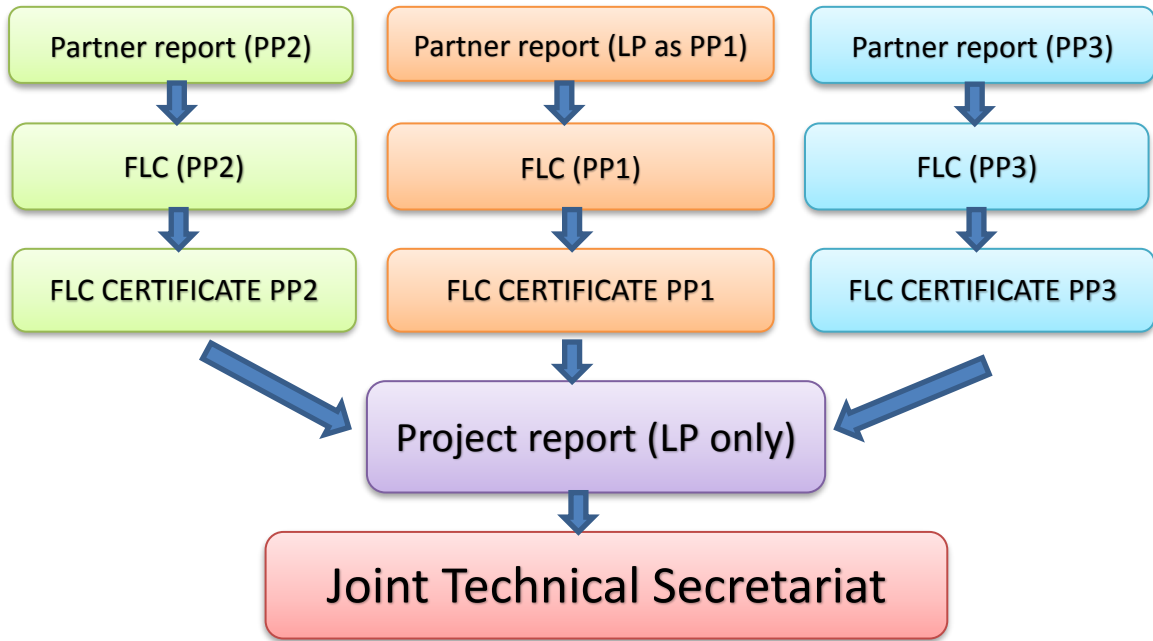 Partner report (PP2)
Partner report (LP as PP1)
Partner report (PP3)
FLC (PP2)
FLC (PP1)
FLC (PP3)
FLC CERTIFICATE PP2
FLC CERTIFICATE PP1
FLC CERTIFICATE PP3
Project report (LP only)
Joint Technical Secretariat